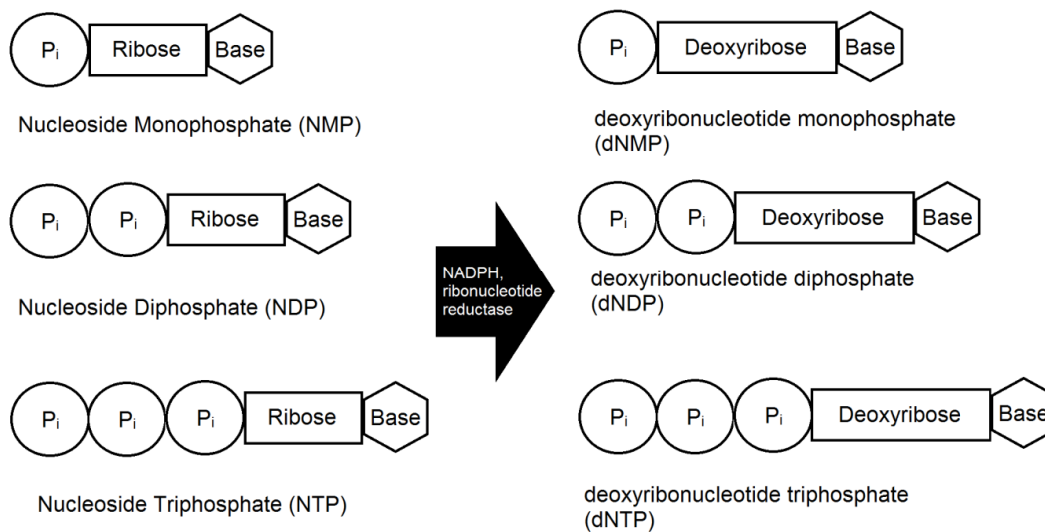 Pi Ribose Base
Pi Deoxyribose Base
Nucleoside Monophosphate (NMP)
deoxyribonucleotide monophosphate
(dNMP)
Pi Pi Ribose Base
Pi Pi Deoxyribose Base
NADPH,
ribonucleotide
reductase
Nucleoside Diphosphate (NDP)
deoxyribonucleotide diphosphate
(dNDP)
Pi Pi Pi Ribose Base
Pi Pi Pi Deoxyribose Base
Nucleoside Triphosphate (NTP)
deoxyribonucleotide triphosphate
(dNTP)